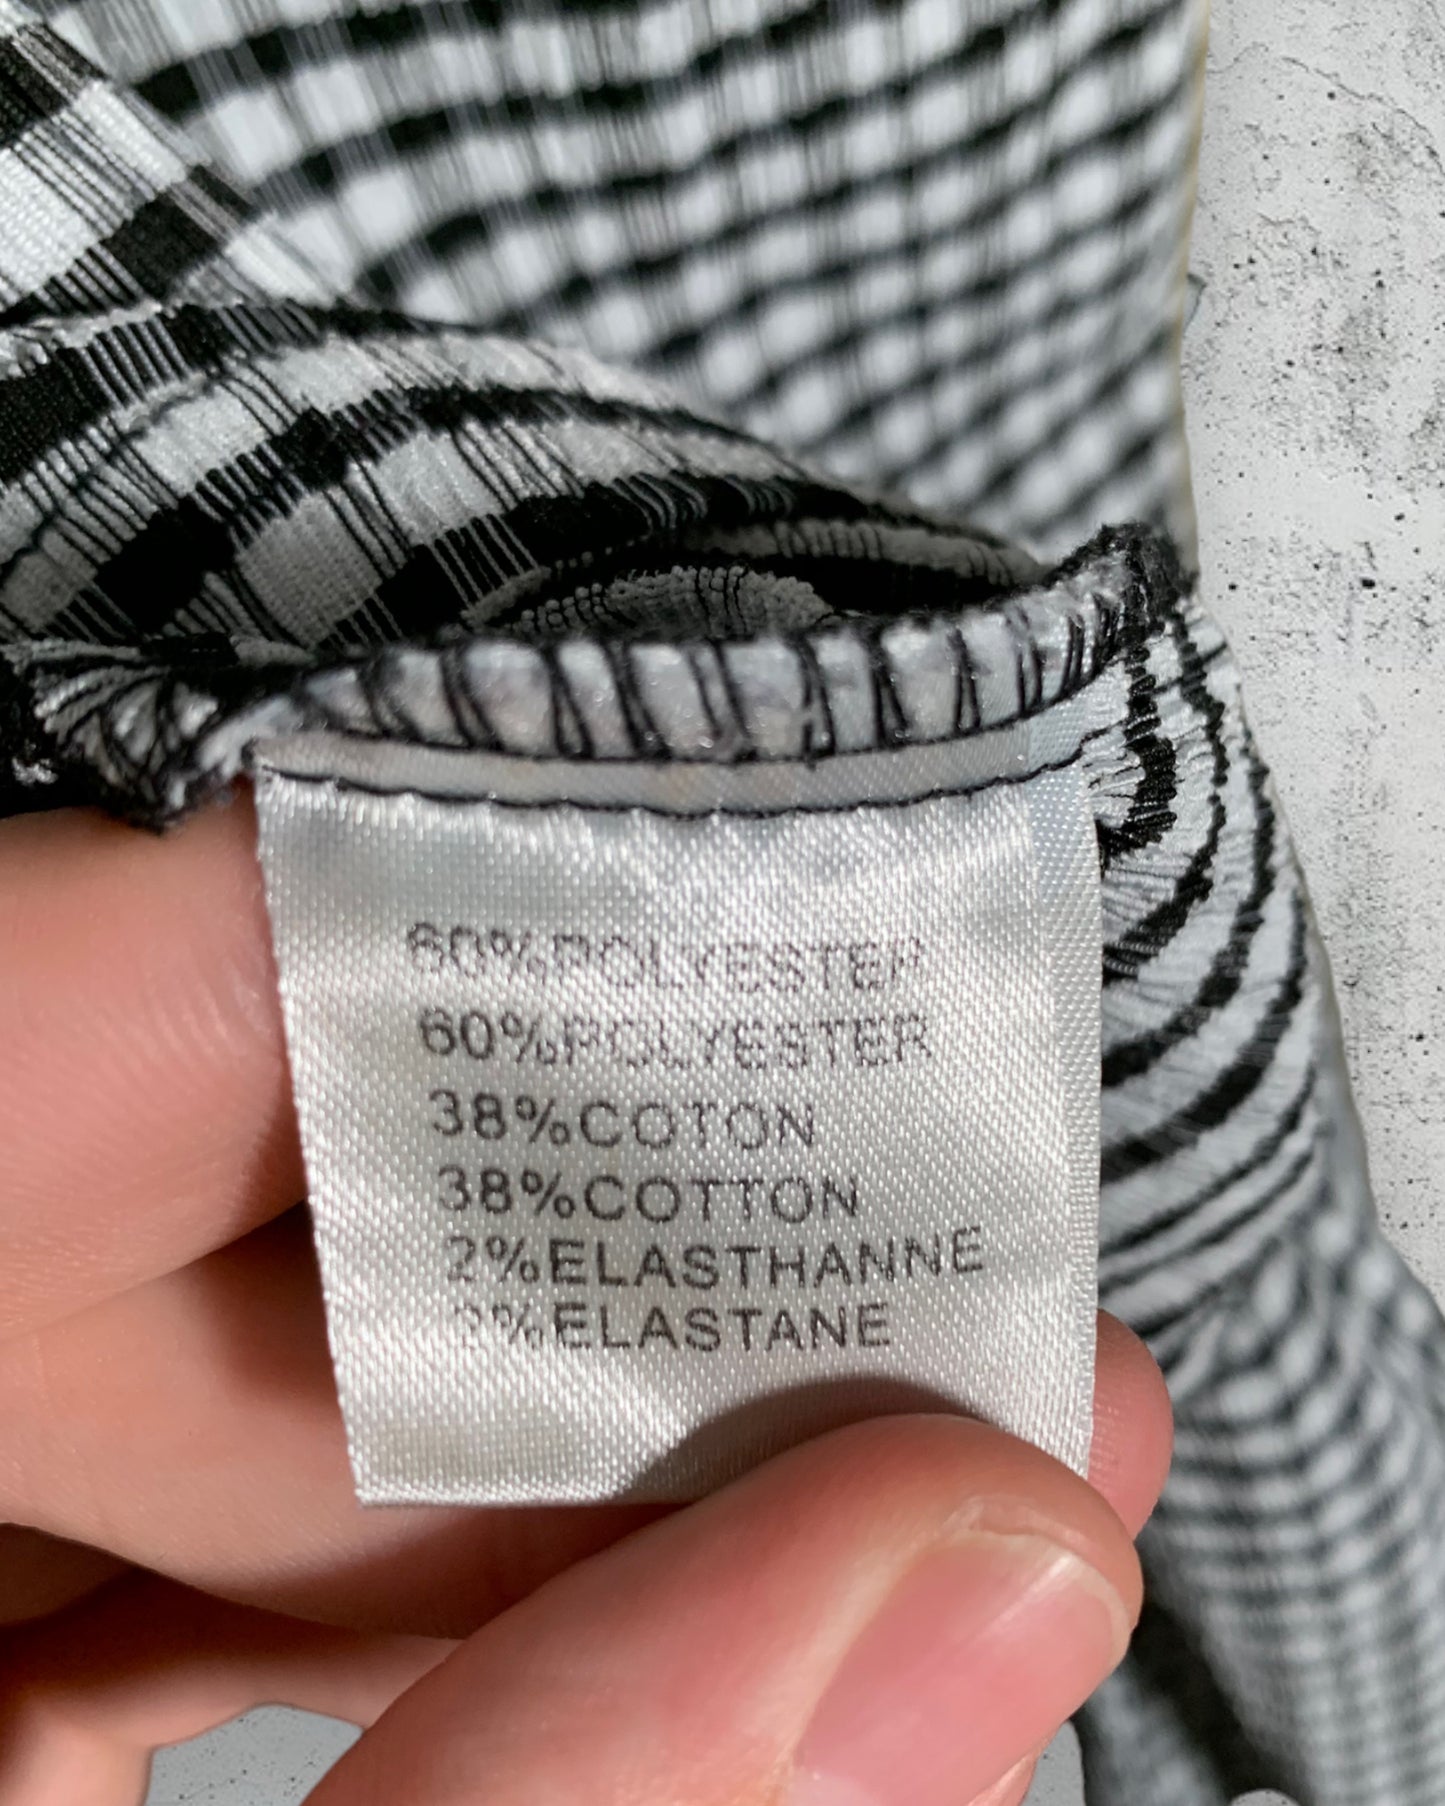 60%POLYESTER
60%POLYESTER
38%COTON
38%COTTON
2%ELASTHANNE
2%ELASTANE